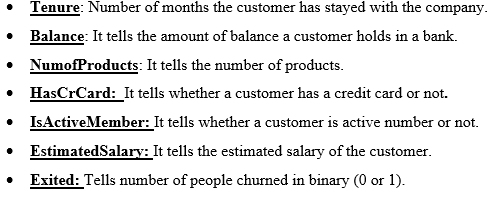 • Tenure: Number of months the customer has stayed with the company.
• Balance: It tells the amount of balance a customer holds in a bank.
• NumofProducts: It tells the number of products.
• HasCrCard: It tells whether a customer has a credit card or not.
• IsActiveMember: It tells whether a customer is active number or not.
• EstimatedSalary: It tells the estimated salary of the customer.
• Exited: Tells number of people churned in binary (0 or 1).